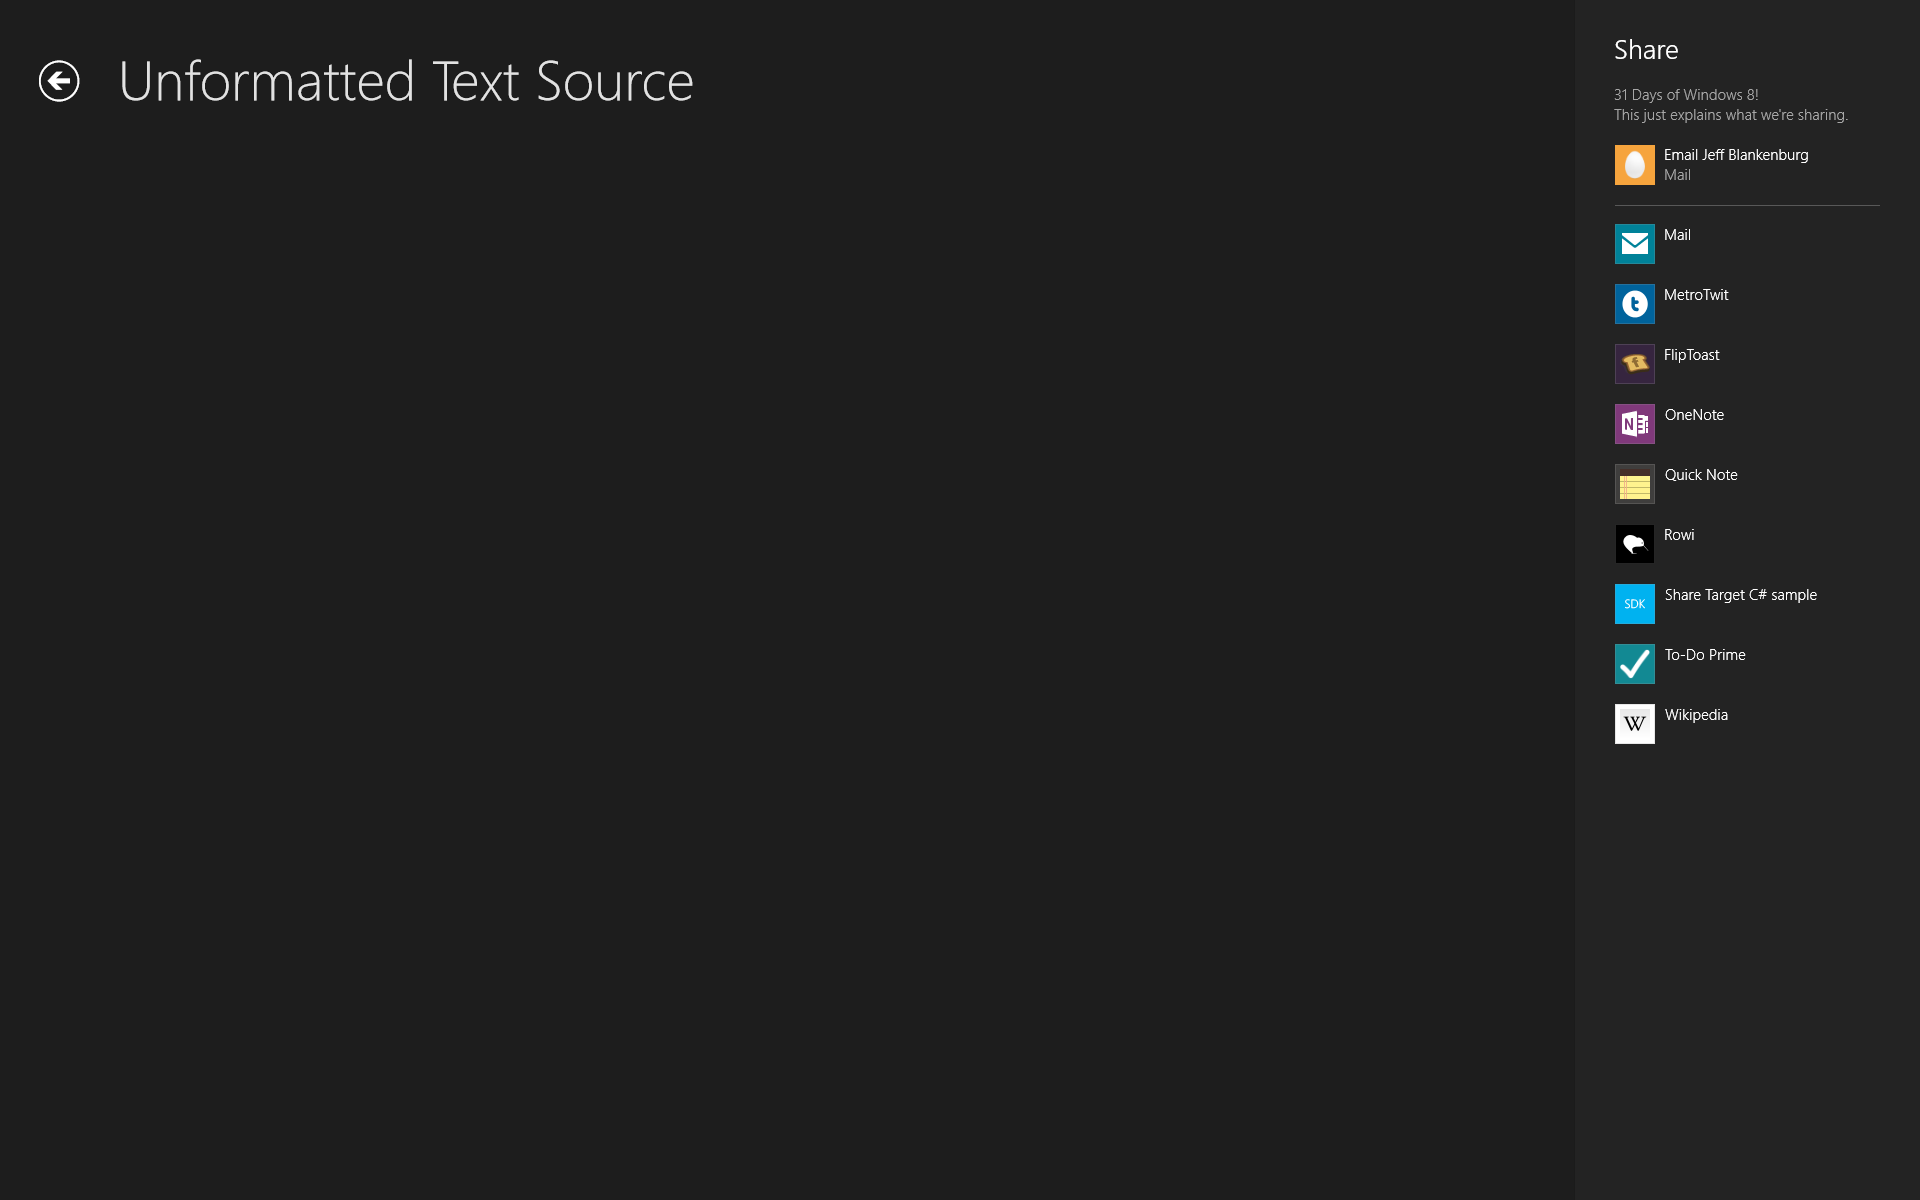 Unformatted Text Source
Share
31 Days of Windows 8!
This just explains what we're sharing.
Email Jeff Blankenburg
Mail
Mail
MetroTwit
FlipToast
OneNote
Quick Note
Rowi
SDK
Share Target C# sample
To-Do Prime
W
Wikipedia